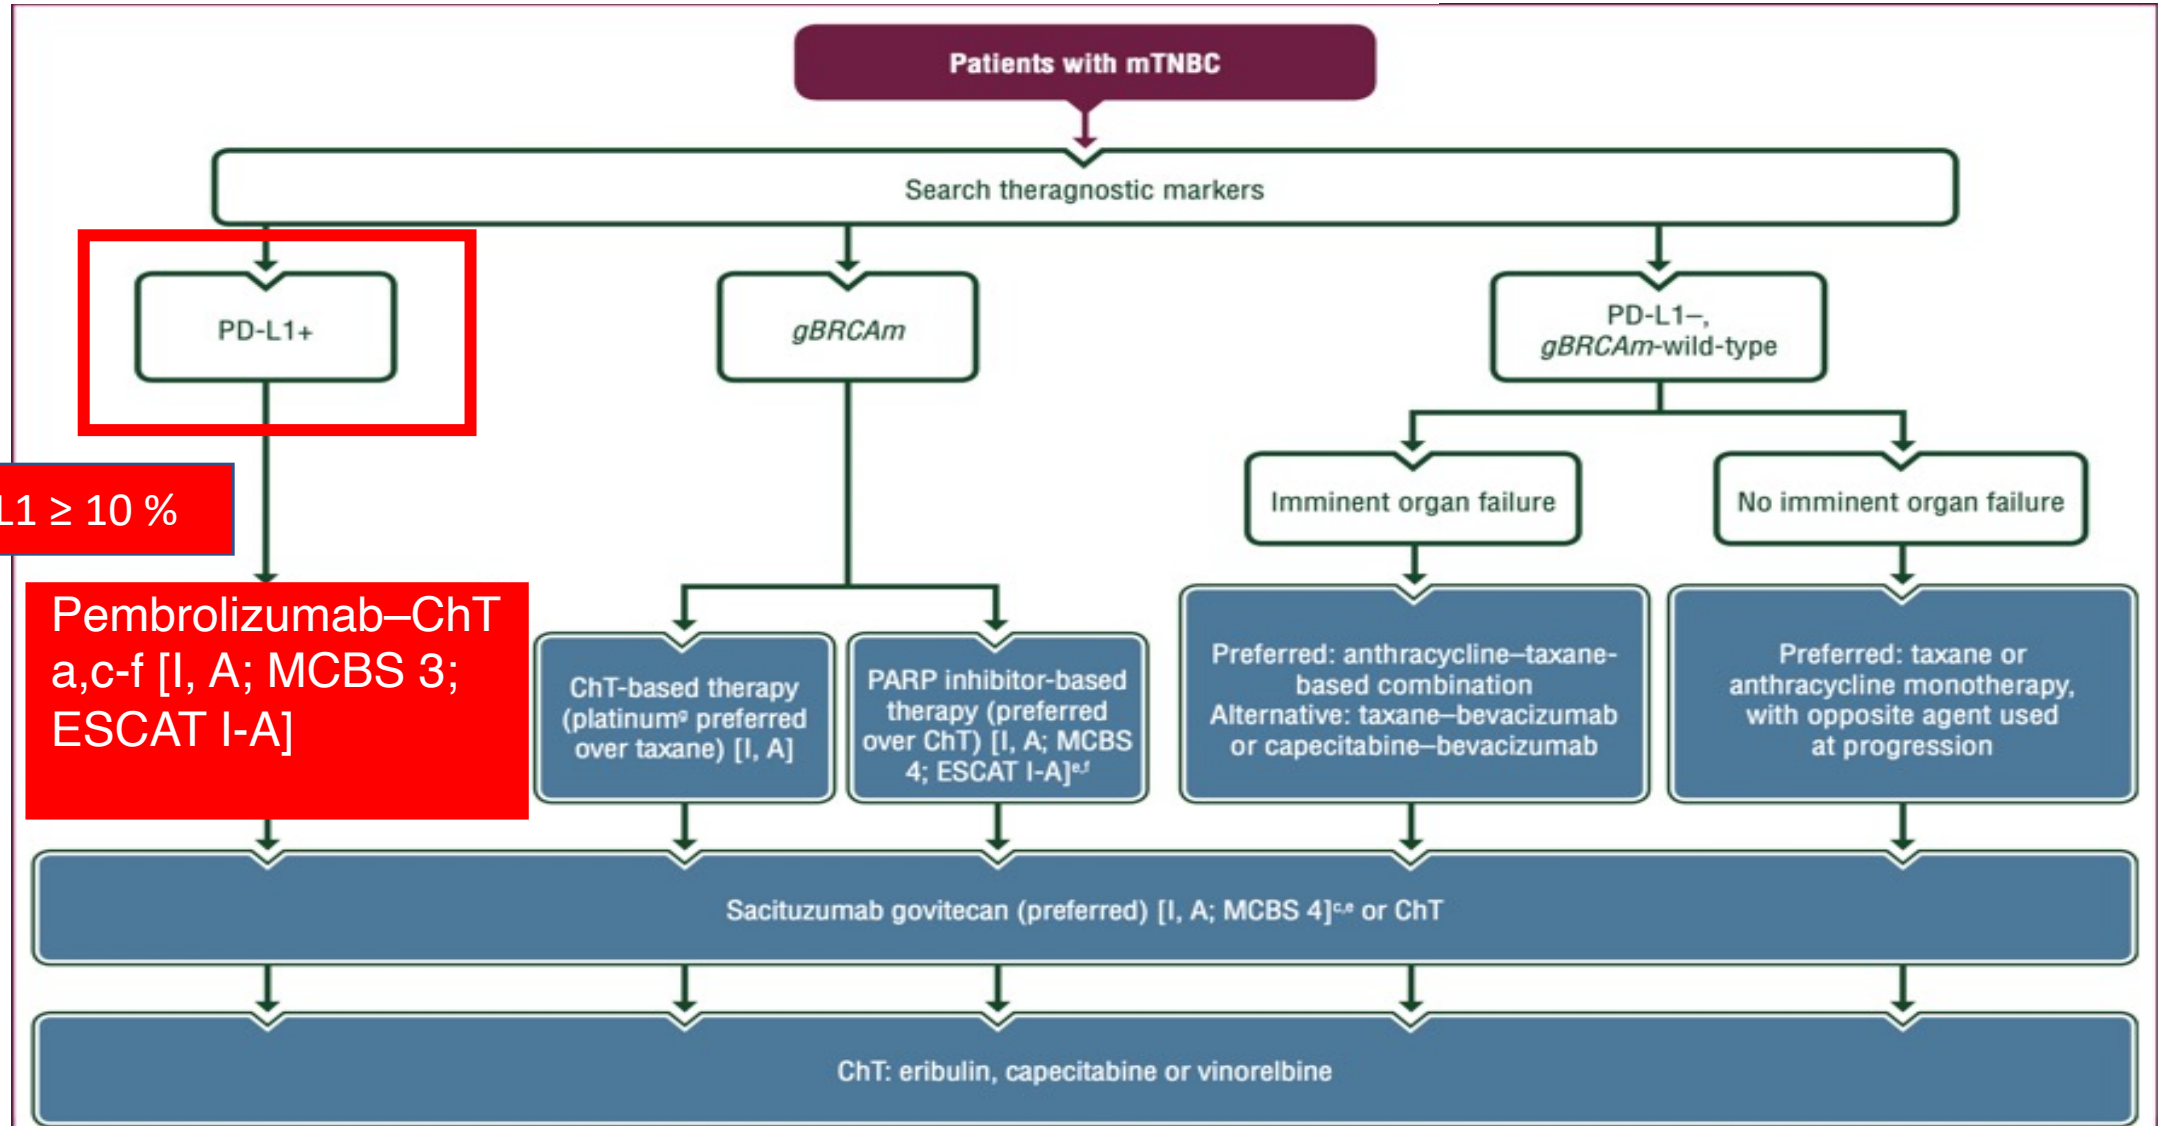 Patients with mTNBC
Search theragnostic markers
PD-L1+
gBRCAm
PD-L1–,
gBRCAm-wild-type
L1 ≥ 10 %
Imminent organ failure
No imminent organ failure
Pembrolizumab–ChT
a,c-f [I, A; MCBS 3;
ESCAT I-A]
ChT-based therapy
(platinumᵍ preferred
over taxane) [I, A]
PARP inhibitor-based
therapy (preferred
over ChT) [I, A; MCBS
4; ESCAT I-A]ᵉ,ᶠ
Preferred: anthracycline–taxane-
based combination
Alternative: taxane–bevacizumab
or capecitabine–bevacizumab
Preferred: taxane or
anthracycline monotherapy,
with opposite agent used
at progression
Sacituzumab govitecan (preferred) [I, A; MCBS 4]ᶜ,ᵉ or ChT
ChT: eribulin, capecitabine or vinorelbine